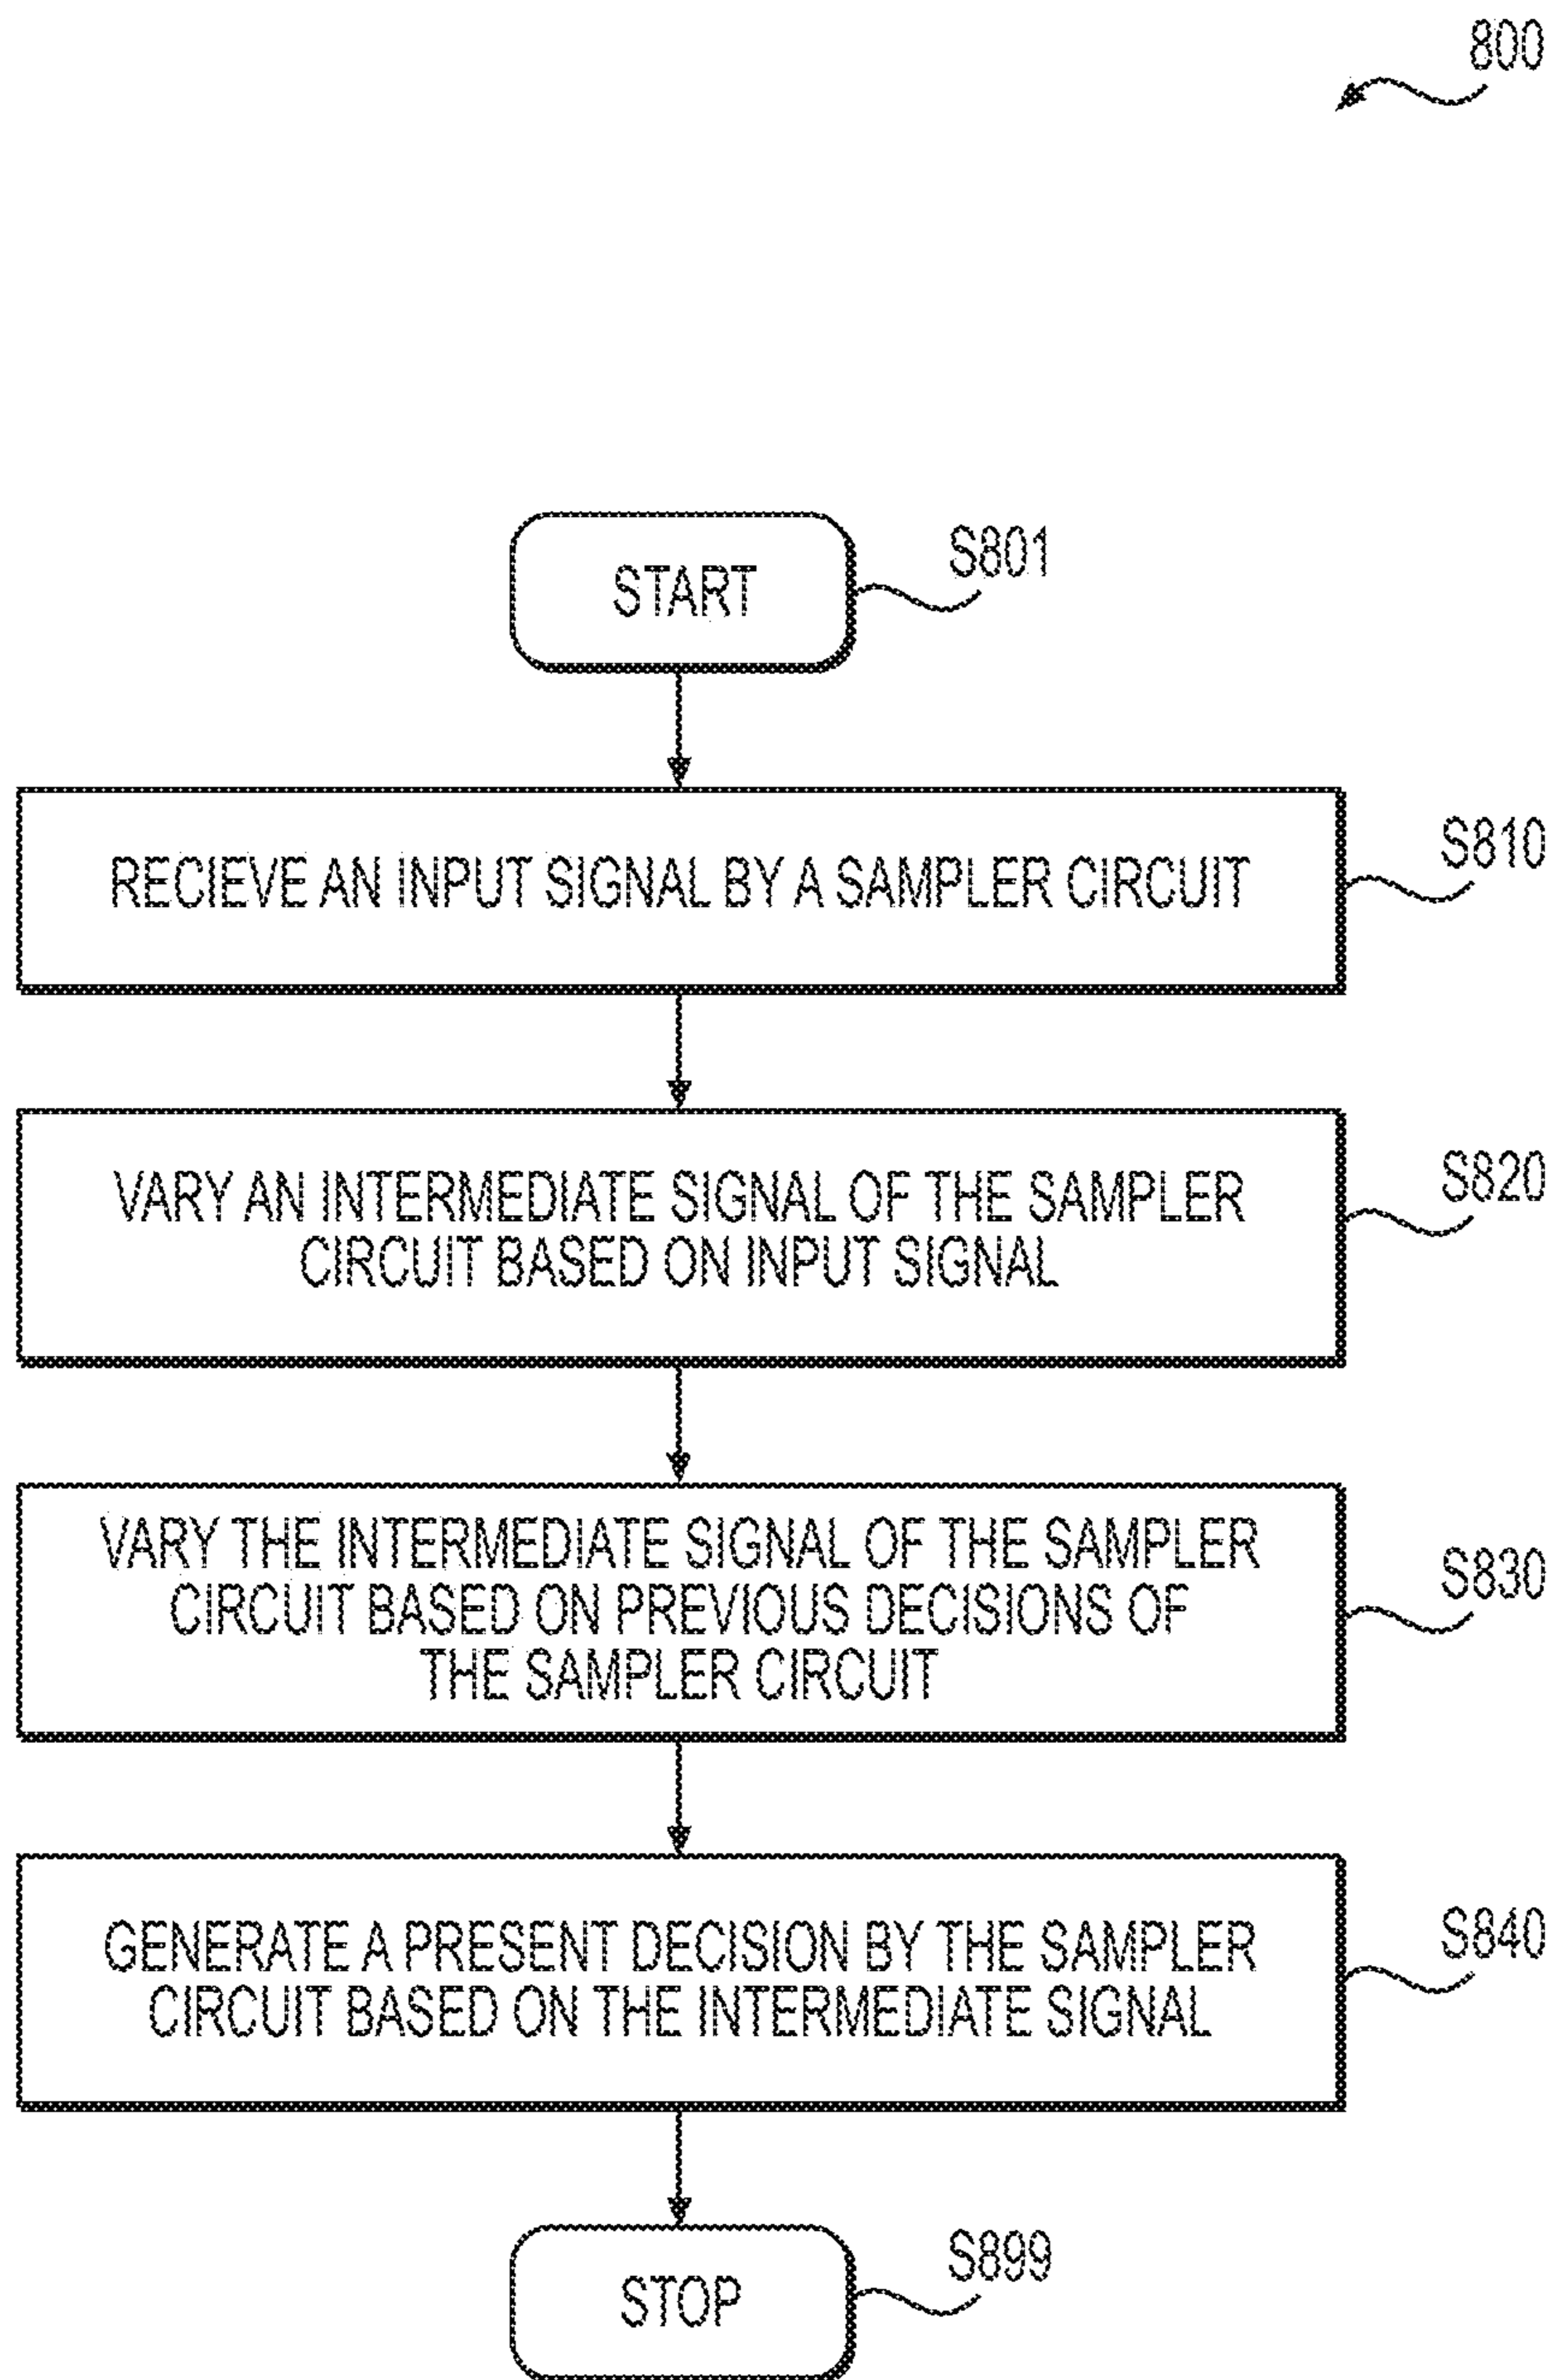 800
START
S801
RECIEVE AN INPUT SIGNAL BY A SAMPLER CIRCUIT
S810
VARY AN INTERMEDIATE SIGNAL OF THE SAMPLER
CIRCUIT BASED ON INPUT SIGNAL
S820
VARY THE INTERMEDIATE SIGNAL OF THE SAMPLER
CIRCUIT BASED ON PREVIOUS DECISIONS OF
THE SAMPLER CIRCUIT
S830
GENERATE A PRESENT DECISION BY THE SAMPLER
CIRCUIT BASED ON THE INTERMEDIATE SIGNAL
S840
STOP
S899